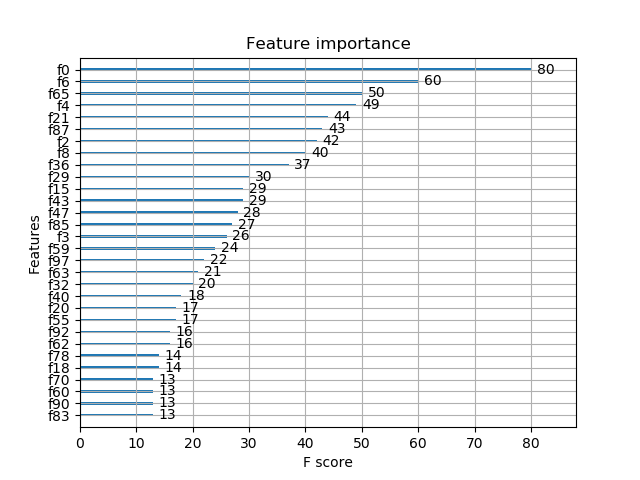 Feature importance
f0 80
f6 60
f65 50
f4 49
f21 44
f87 43
f2 42
f8 40
f36 37
f29 30
f15 29
f43 29
f47 28
f85 27
f3 26
f59 24
f97 22
f63 21
f32 20
f40 18
f20 17
f55 17
f92 16
f62 16
f78 14
f18 14
f70 13
f60 13
f90 13
f83 13
Features
0 10 20 30 40 50 60 70 80
F score